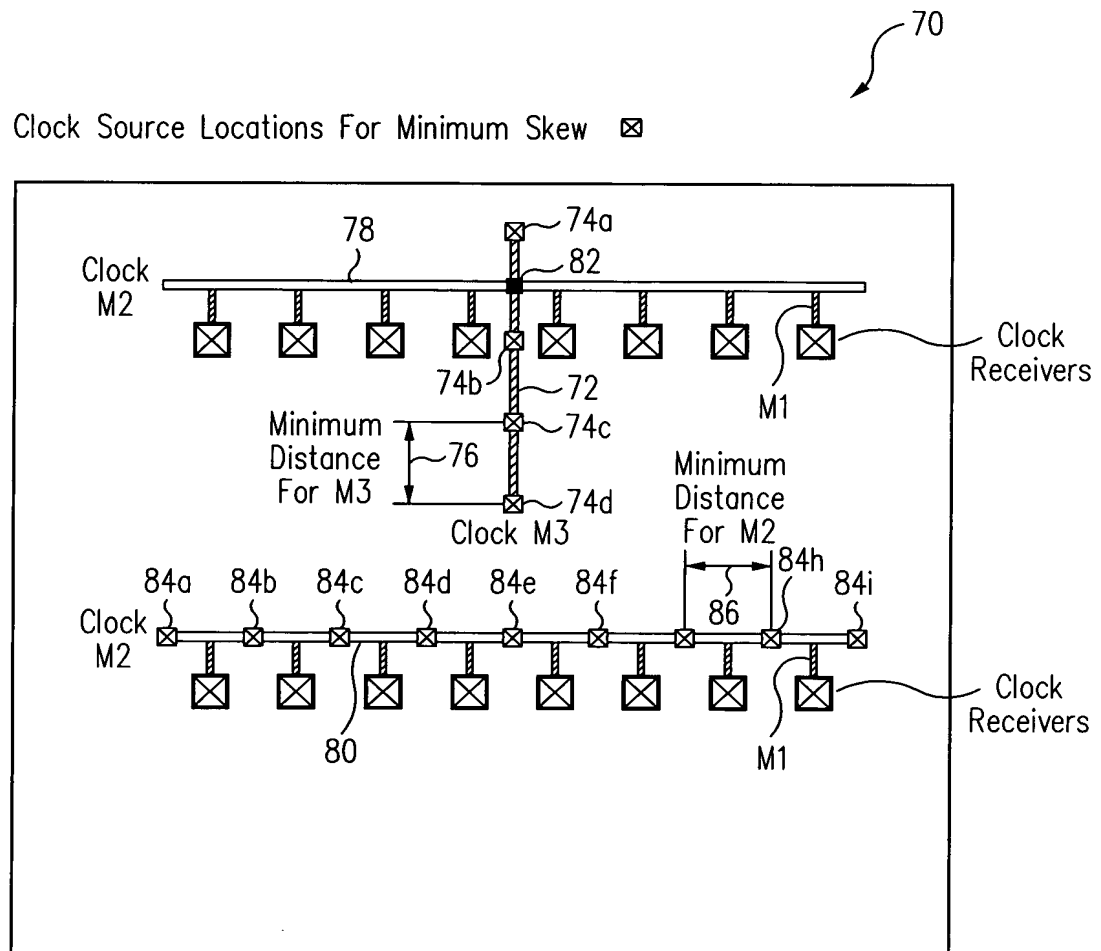 70
Clock Source Locations For Minimum Skew
74a
78
82
Clock
M2
Clock
Receivers
74b
72
M1
Minimum
Distance
For M3
76
74c
Minimum
Distance
For M2
74d
Clock M3
84a
84b
84c
84d
84e
84f
86
84h
84i
Clock
M2
Clock
Receivers
80
M1